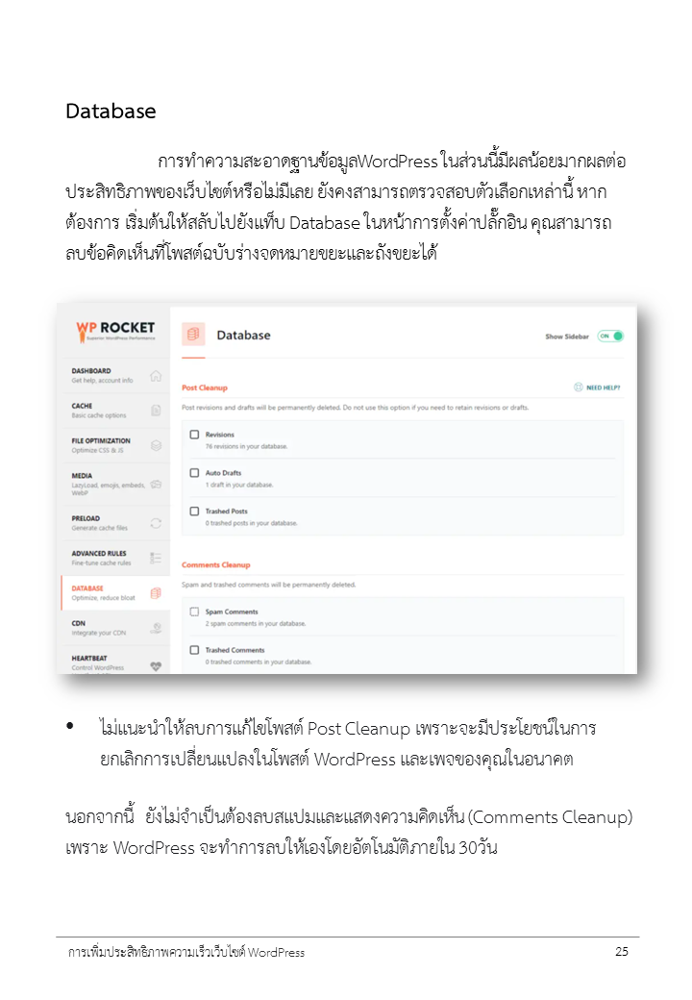 Database
การทำความสะอาดฐานข้อมูลWordPress ในส่วนนี้มีผลน้อยมากผลต่อ
ประสิทธิภาพของเว็บไซต์หรือไม่มีเลย ยังคงสามารถตรวจสอบตัวเลือกเหล่านี้ หาก
ต้องการ เริ่มต้นให้สลับไปยังแท็บ Database ในหน้าการตั้งค่าปลั๊กอิน คุณสามารถ
ลบข้อคิดเห็นที่โพสต์ฉบับร่างจดหมายขยะและถังขยะได้
WP ROCKET
Superior WordPress Performance
DASHBOARD
Get help, account info
CACHE
Basic cache options
FILE OPTIMIZATION
Optimize CSS & JS
MEDIA
LazyLoad, emojis, embeds,
WebP
PRELOAD
Generate cache files
ADVANCED RULES
Fine-tune cache rules
DATABASE
Optimize, reduce bloat
CDN
Integrate your CDN
HEARTBEAT
Control WordPress
Database
Show Sidebar
ON
Post Cleanup
NEED HELP?
Post revisions and drafts will be permanently deleted. Do not use this option if you need to retain revisions or drafts.
Revisions
76 revisions in your database.
Auto Drafts
1 draft in your database.
Trashed Posts
0 trashed posts in your database.
Comments Cleanup
Spam and trashed comments will be permanently deleted.
Spam Comments
2 spam comments in your database.
Trashed Comments
0 trashed comments in your database.
• ไม่แนะนำให้ลบการแก้ไขโพสต์ Post Cleanup เพราะจะมีประโยชน์ในการ
ยกเลิกการเปลี่ยนแปลงในโพสต์ WordPress และเพจของคุณในอนาคต
นอกจากนี้ ยังไม่จำเป็นต้องลบสแปมและแสดงความคิดเห็น (Comments Cleanup)
เพราะ WordPress จะทำการลบให้เองโดยอัตโนมัติภายใน 30วัน
การเพิ่มประสิทธิภาพความเร็วเว็บไซต์ WordPress
25